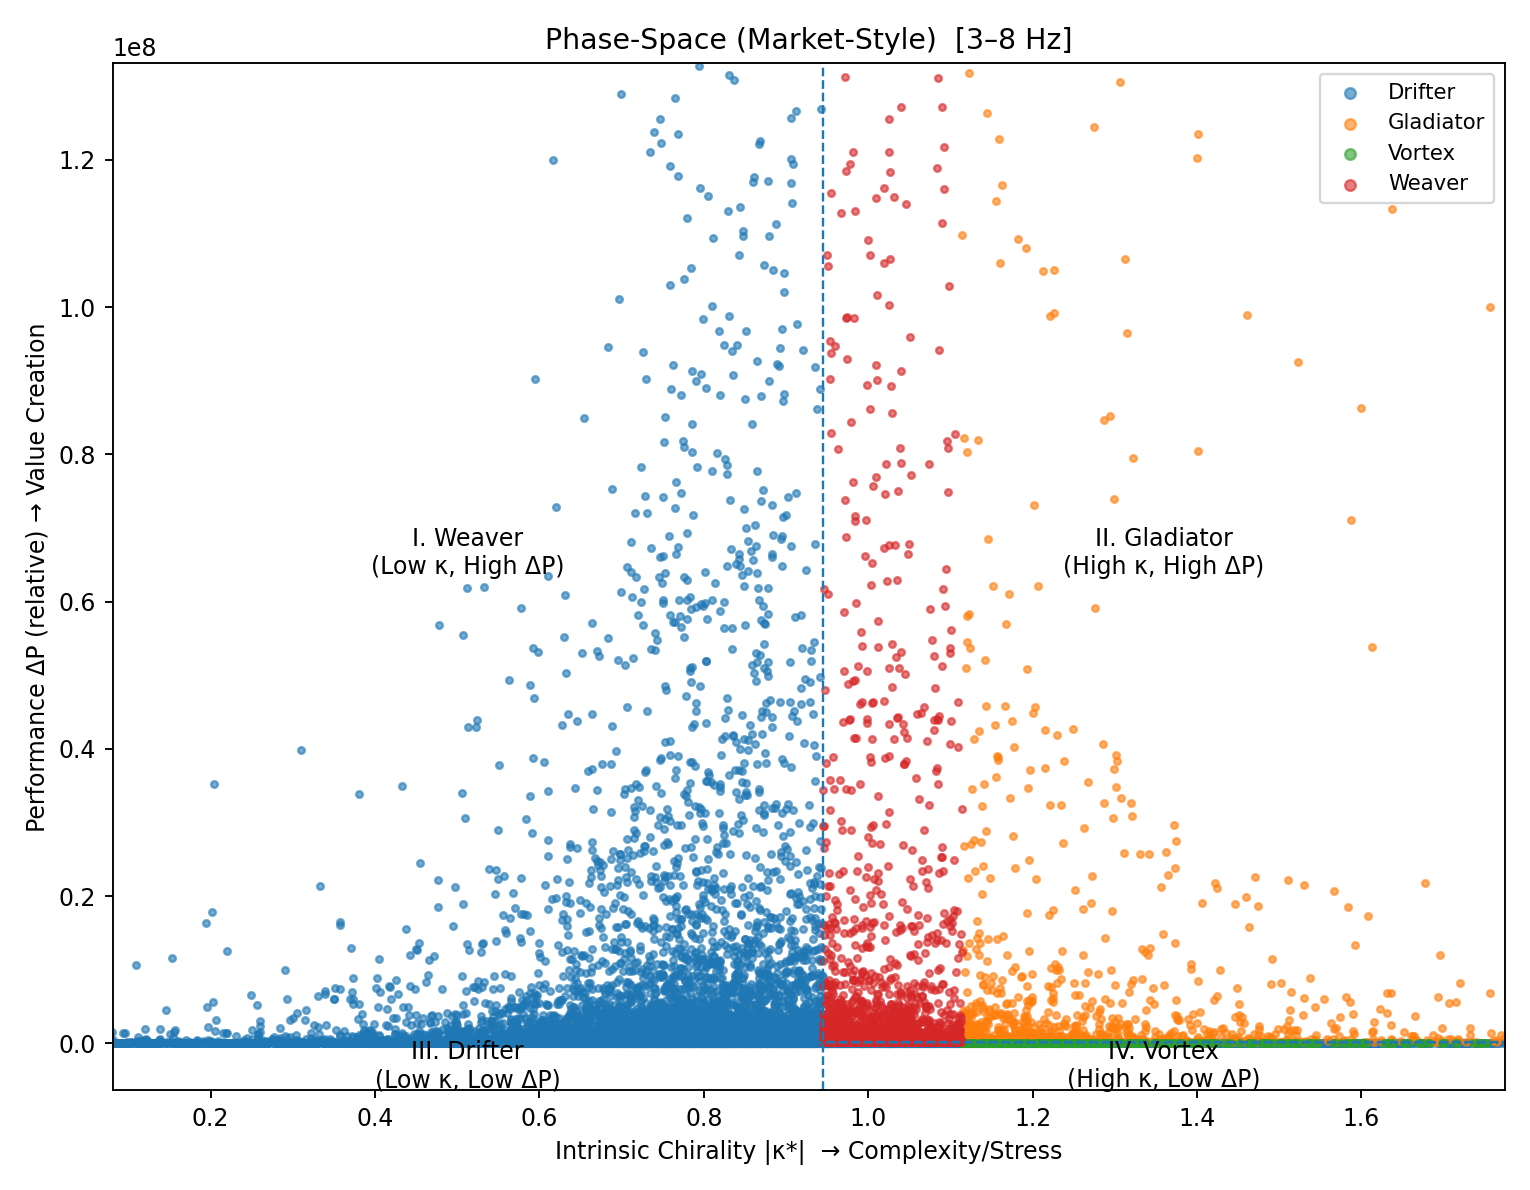 Phase-Space (Market-Style)  [3–8 Hz]
1e8
Drifter
Gladiator
Vortex
Weaver
1.2
1.0
0.8
0.6
0.4
0.2
0.0
Performance ΔP (relative) → Value Creation
I. Weaver
(Low κ, High ΔP)
II. Gladiator
(High κ, High ΔP)
III. Drifter
(Low κ, Low ΔP)
IV. Vortex
(High κ, Low ΔP)
0.2 0.4 0.6 0.8 1.0 1.2 1.4 1.6
Intrinsic Chirality |κ*|  → Complexity/Stress